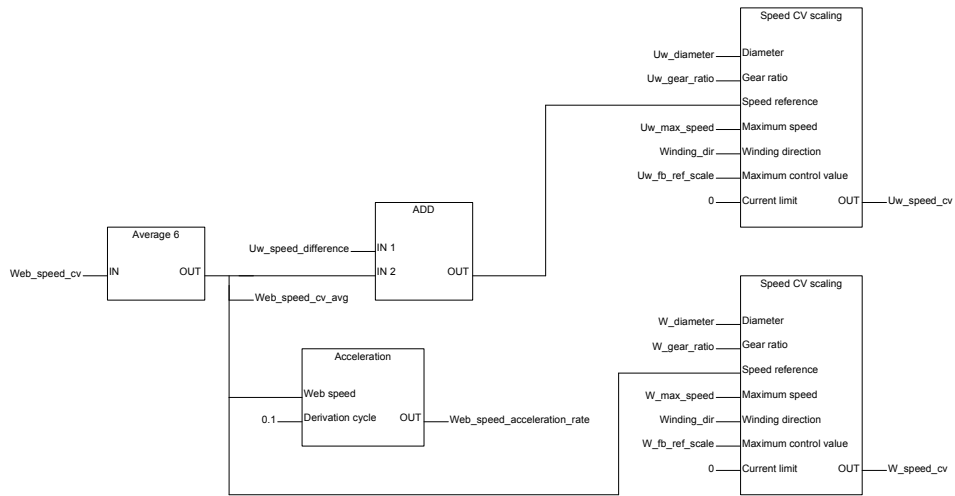 Speed CV scaling
Uw_diameter Diameter
Uw_gear_ratio Gear ratio
Speed reference
Uw_max_speed Maximum speed
Winding_dir Winding direction
Uw_fb_ref_scale Maximum control value
0 Current limit OUT Uw_speed_cv
ADD
Uw_speed_difference IN 1
IN 2 OUT
Average 6
Web_speed_cv IN OUT
Web_speed_cv_avg
Acceleration
Web speed
0.1 Derivation cycle OUT Web_speed_acceleration_rate
Speed CV scaling
W_diameter Diameter
W_gear_ratio Gear ratio
Speed reference
W_max_speed Maximum speed
Winding_dir Winding direction
W_fb_ref_scale Maximum control value
0 Current limit OUT W_speed_cv